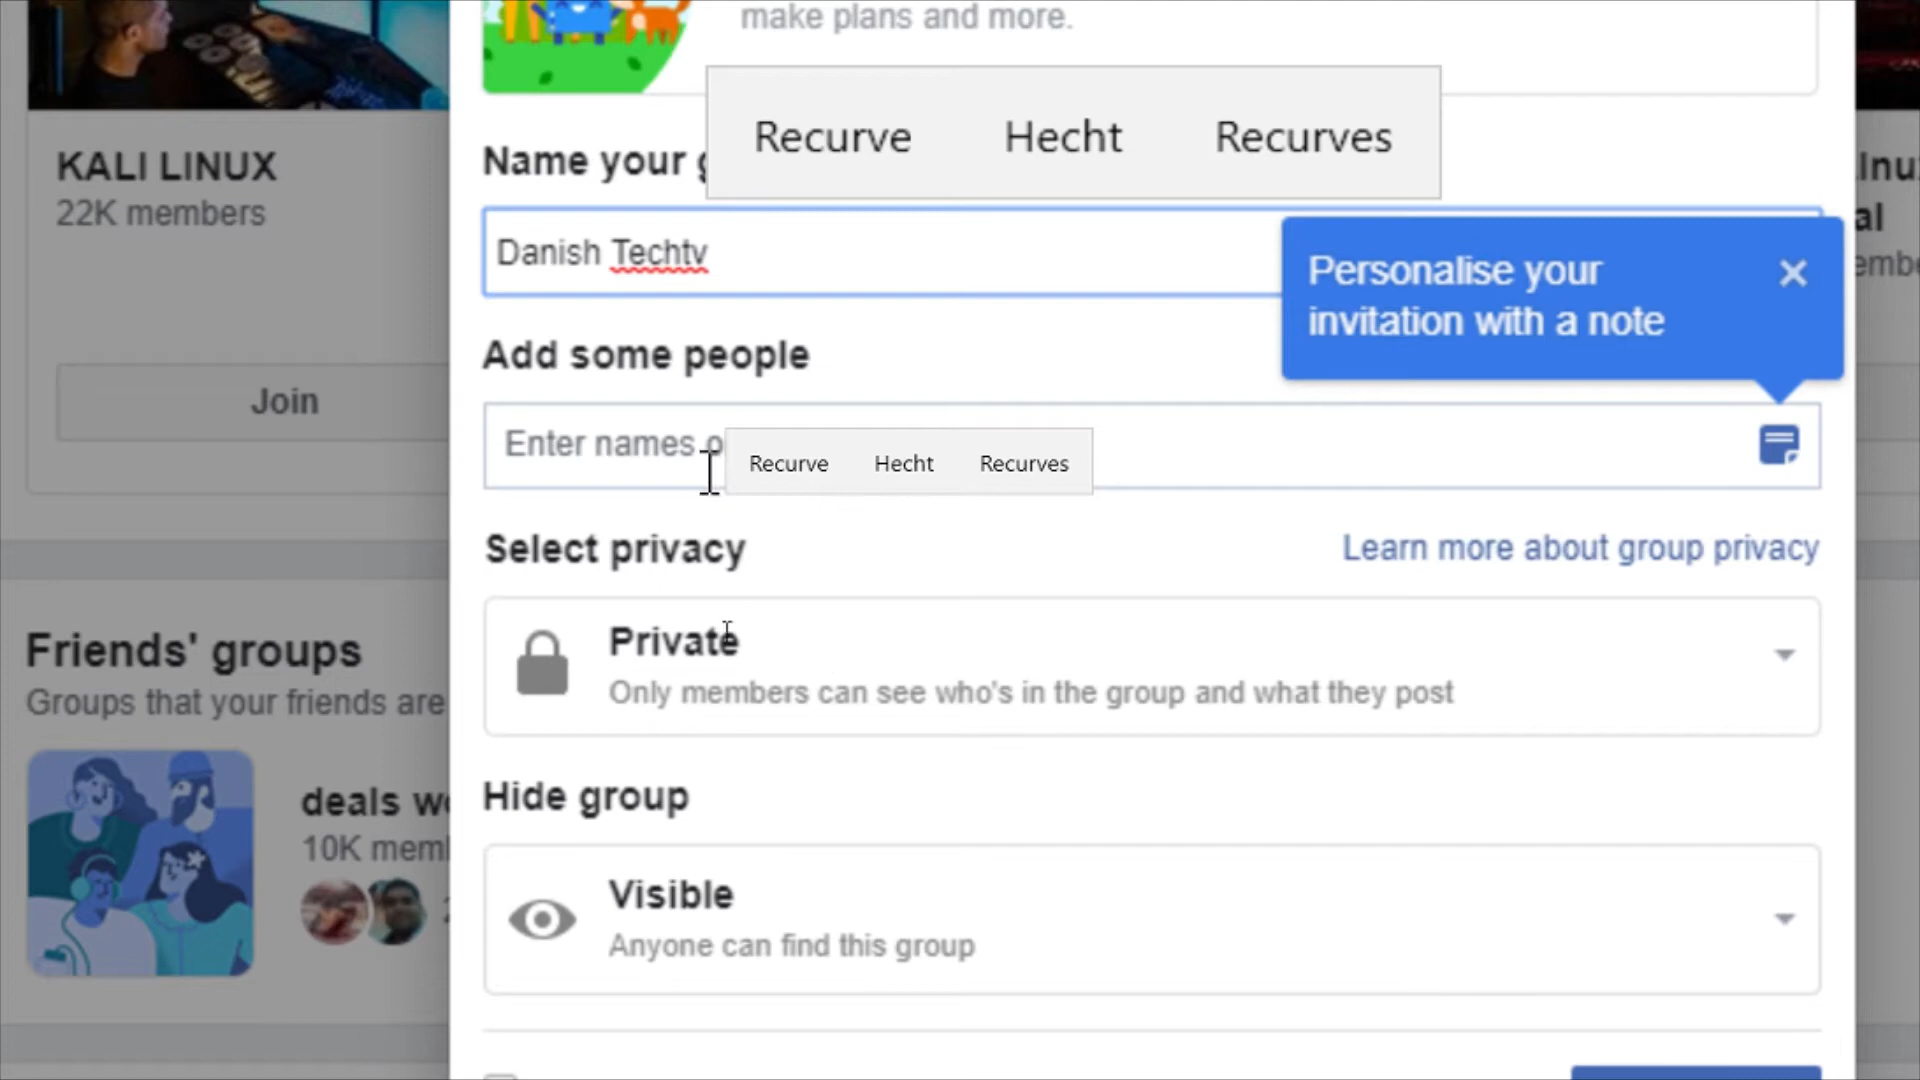 make plans and more.
Recurve Hecht Recurves
KALI LINUX
22K members
Name your
Danish Techtv
Personalise your
invitation with a note
Add some people
Join
Enter names
Recurve Hecht Recurves
Select privacy
Learn more about group privacy
Private
Only members can see who's in the group and what they post
Friends' groups
Groups that your friends are
Hide group
deals
10K
Visible
Anyone can find this group